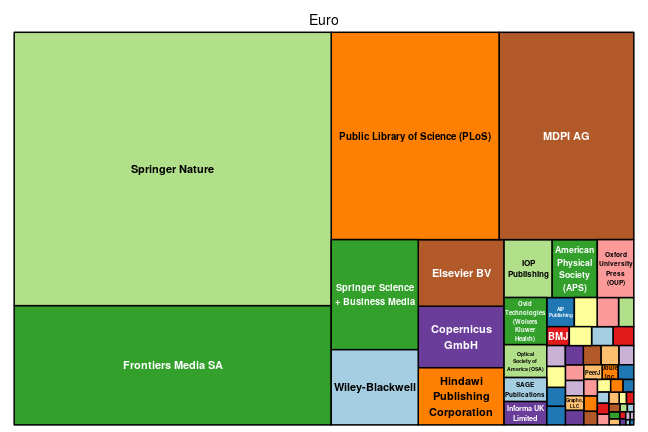 Euro
Springer Nature
Public Library of Science (PLoS)
MDPI AG
Frontiers Media SA
Springer Science
+ Business Media
Wiley-Blackwell
Elsevier BV
Copernicus
GmbH
Hindawi
Publishing
Corporation
IOP
Publishing
American
Physical
Society
(APS)
Oxford
University
Press
(OUP)
Ovid
Technologies
(Wolters
Kluwer
Health)
AIP
Publishing
BMJ
Optical
Society of
America (OSA)
SAGE
Publications
Informa UK
Limited
PeerJ
Inc.
Grapho,
LLC